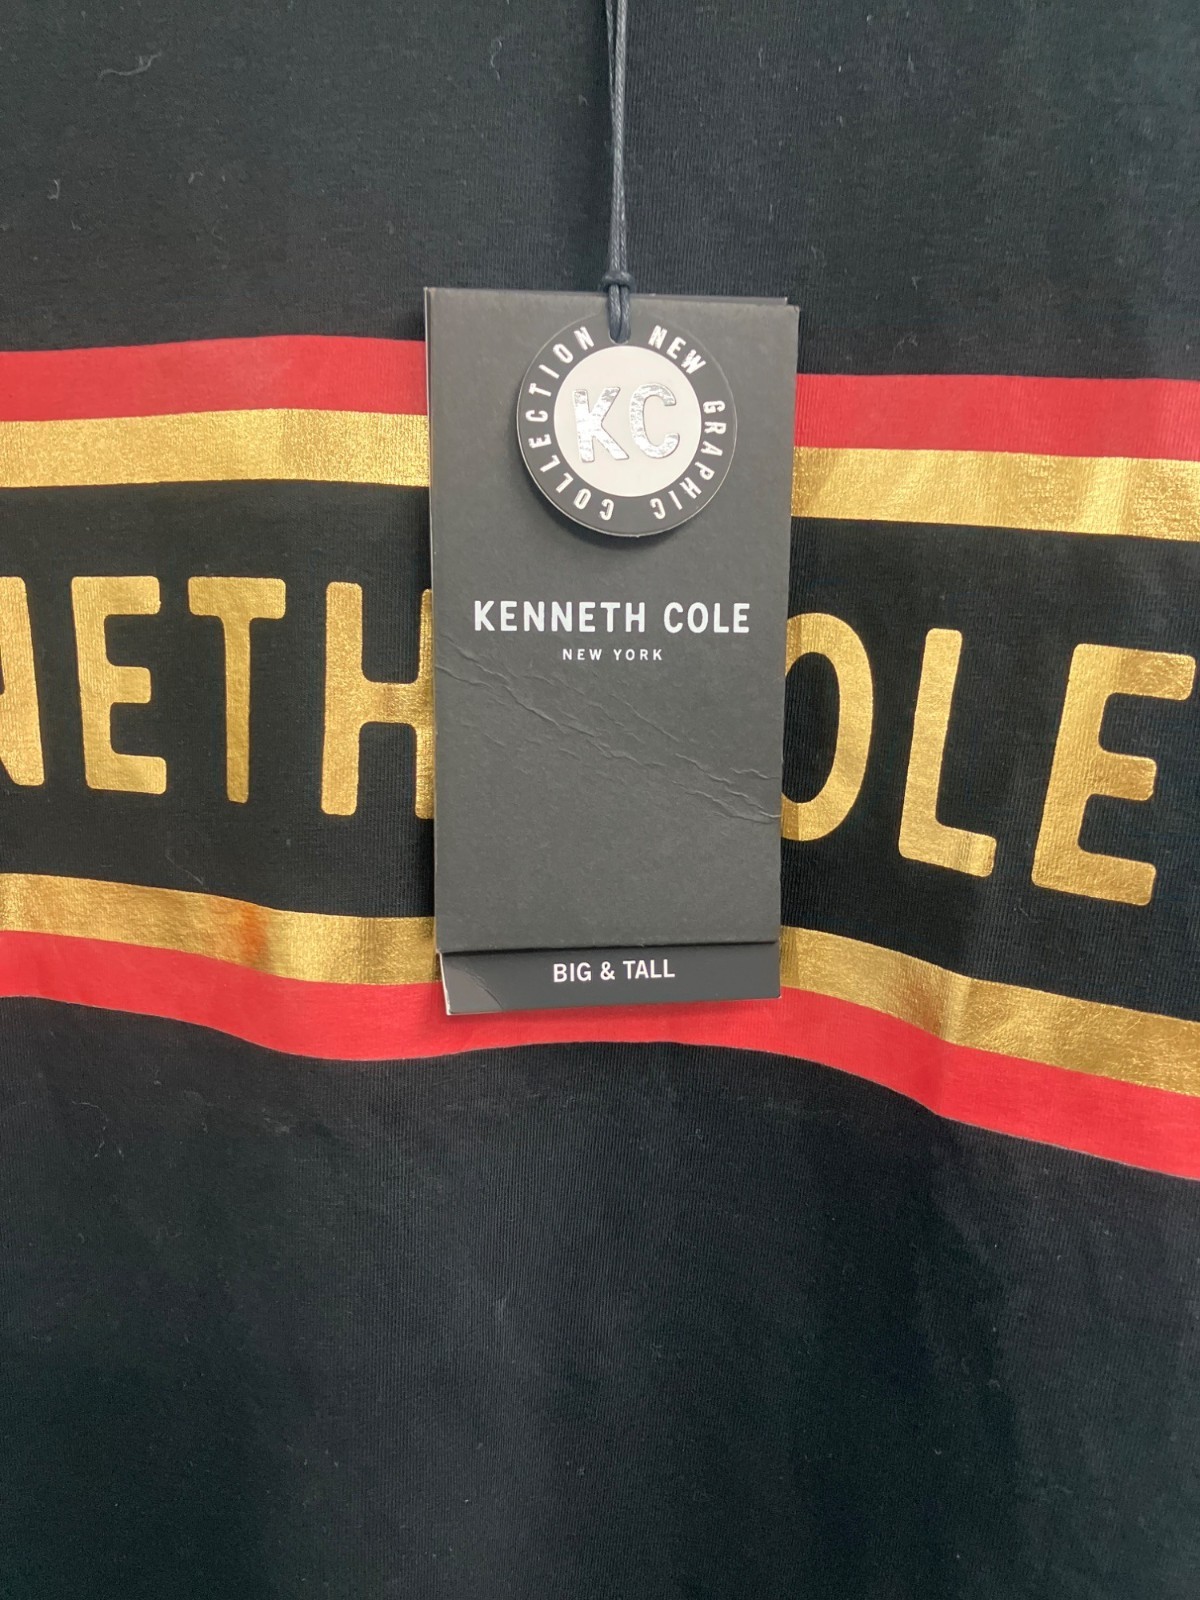 NEW GRAPHIC COLLECTION
KC
KENNETH COLE
NEW YORK
NETH OLE
BIG & TALL